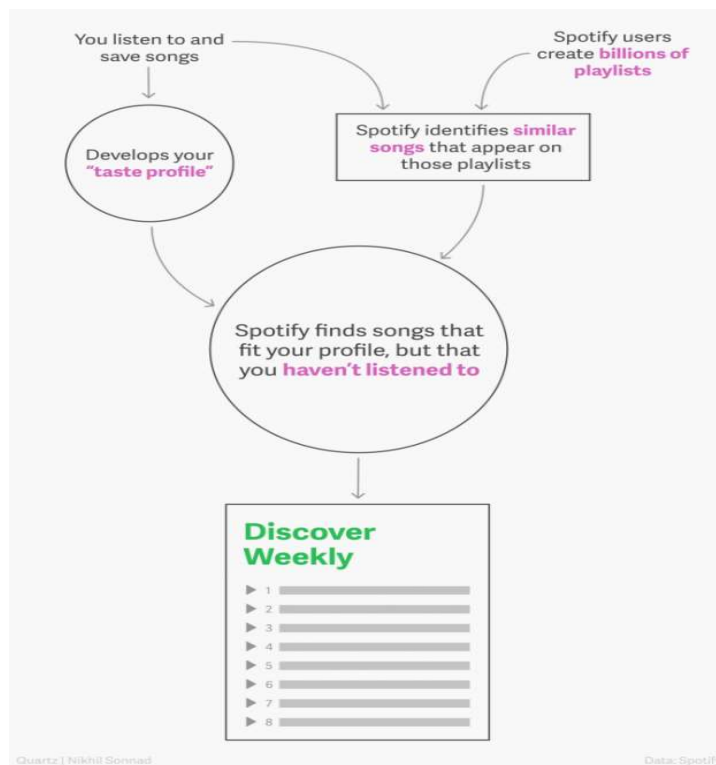 You listen to and
save songs
Spotify users
create billions of
playlists
Develops your
“taste profile”
Spotify identifies similar
songs that appear on
those playlists
Spotify finds songs that
fit your profile, but that
you haven’t listened to
Discover
Weekly
1
2
3
4
5
6
7
8
Quartz | Nikhil Sonnad
Data: Spotif